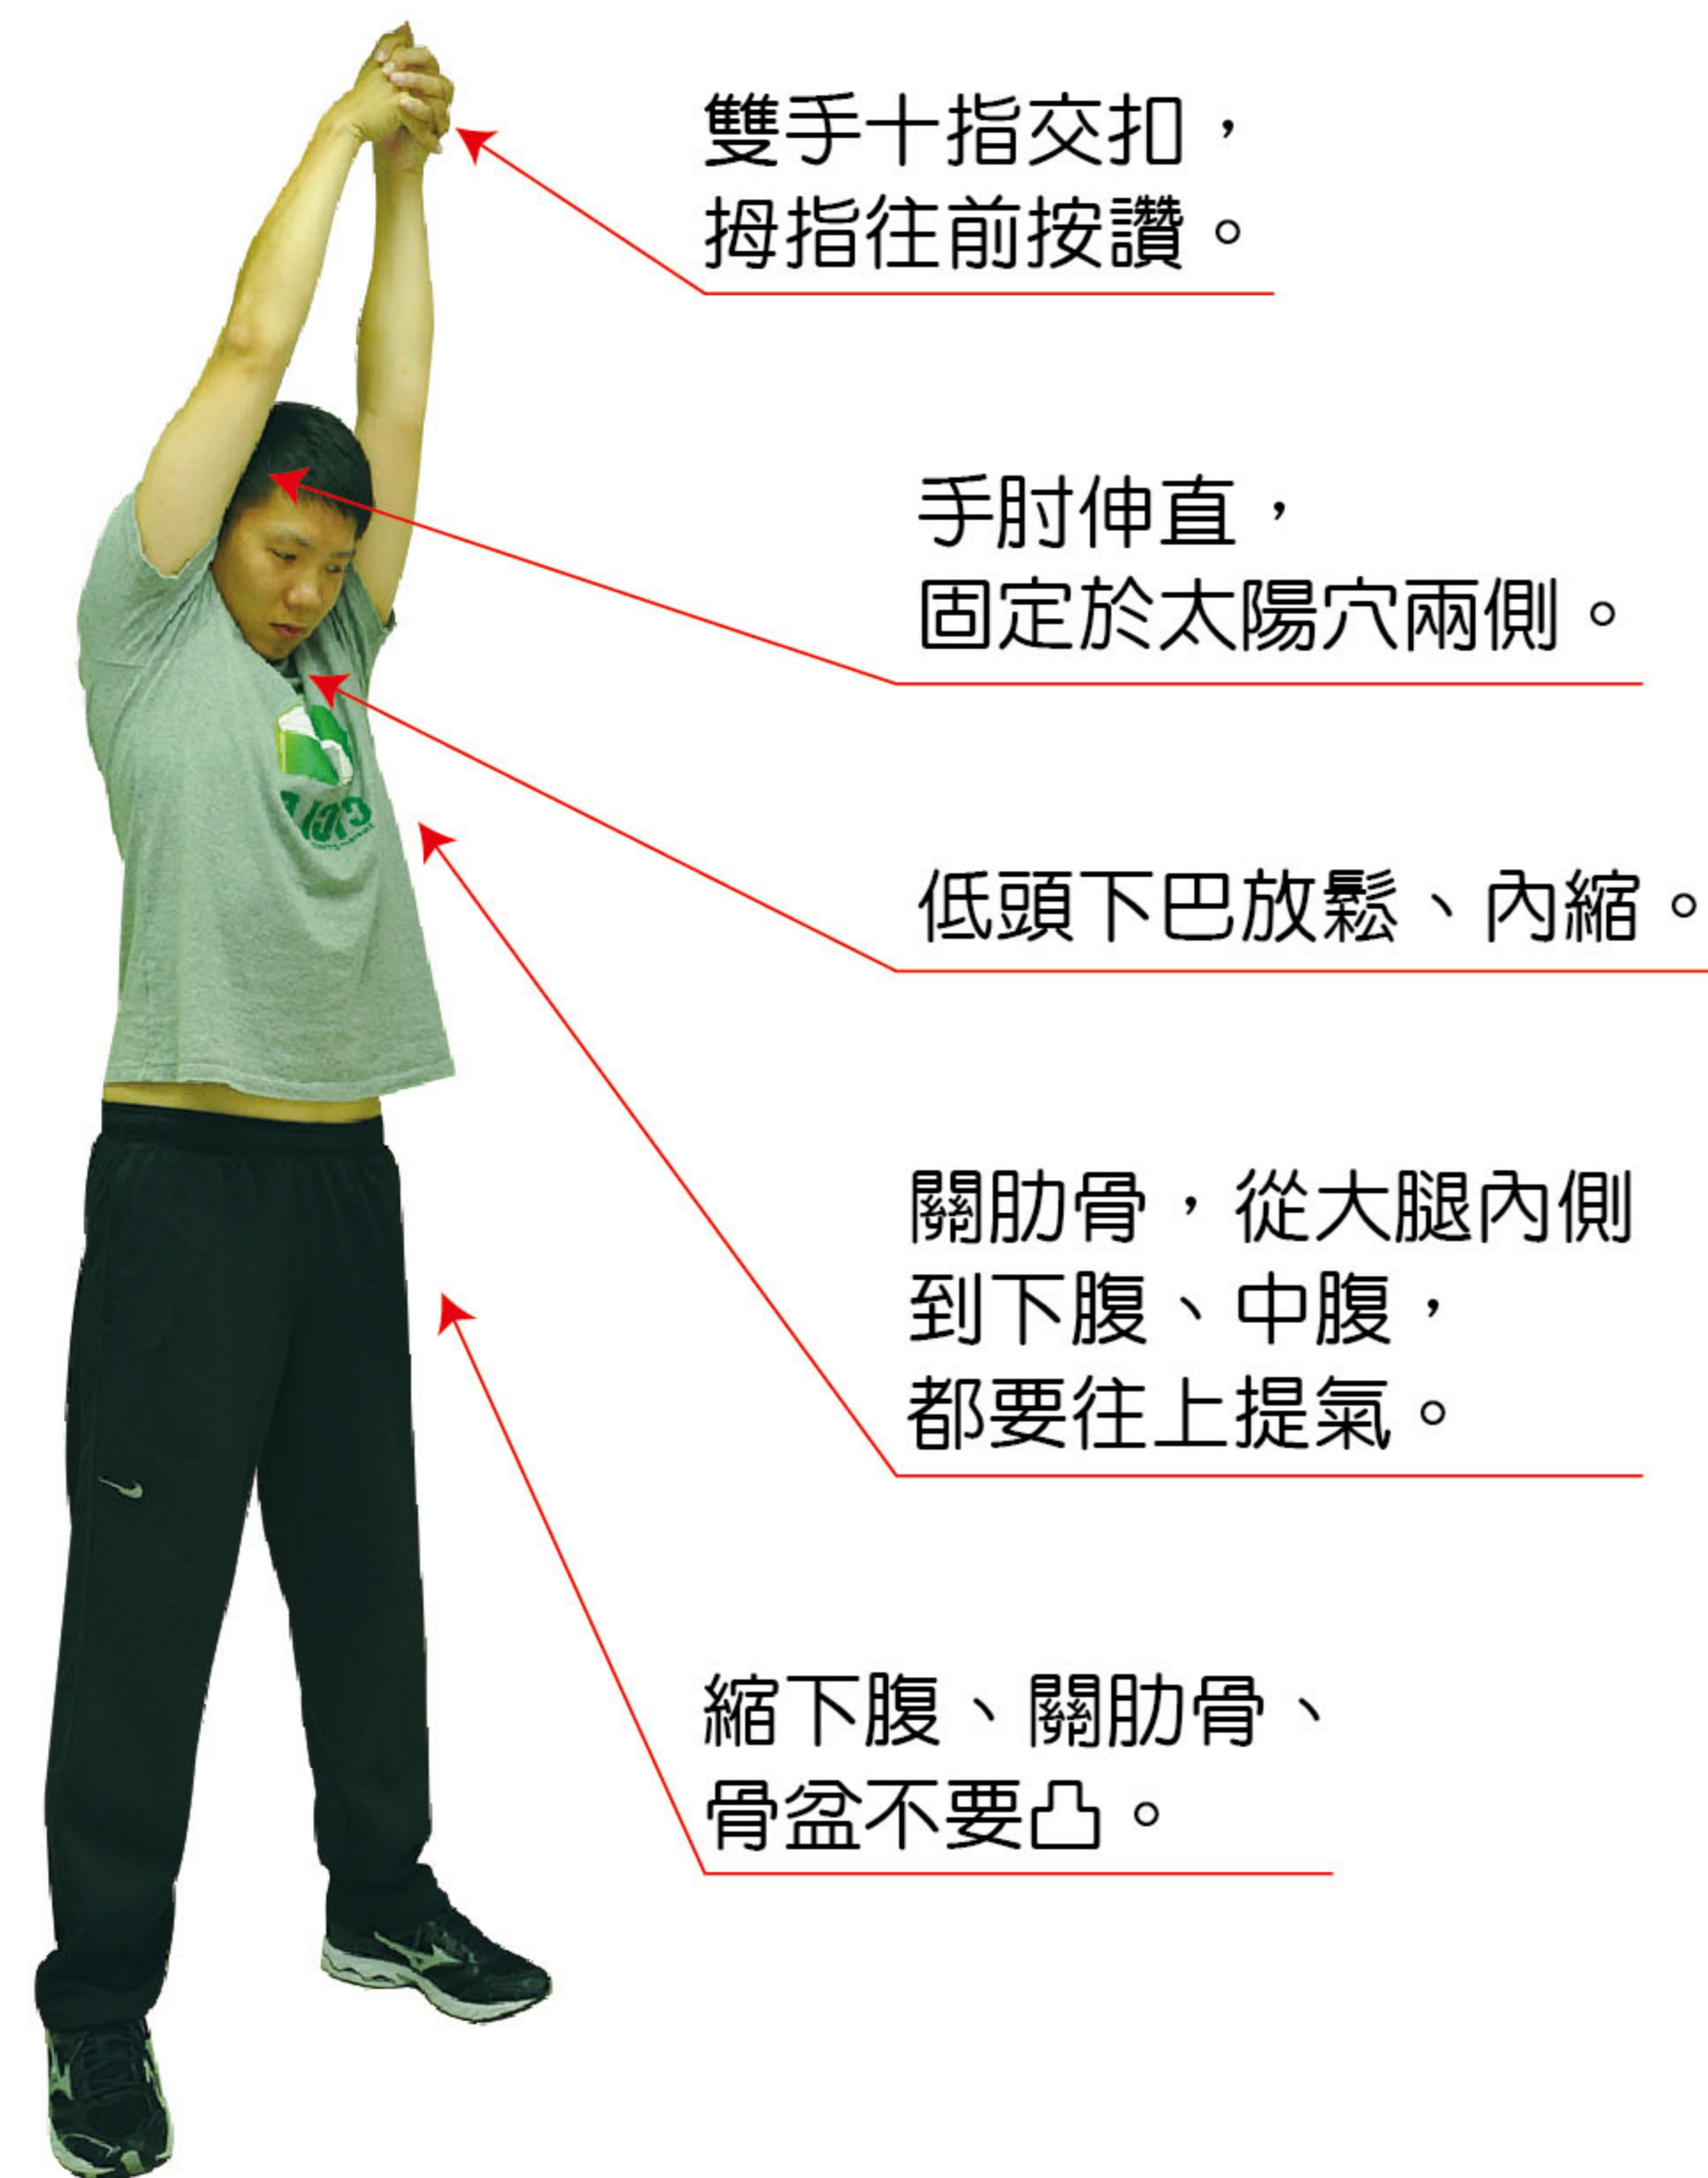 雙手十指交扣，
拇指往前按讚。
手肘伸直，
固定於太陽穴兩側。
低頭下巴放鬆、內縮。
關肋骨，從大腿內側
到下腹、中腹，
都要往上提氣。
縮下腹、關肋骨、
骨盆不要凸。